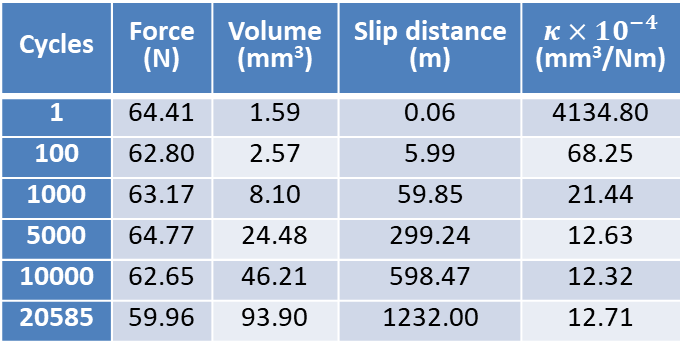 Cycles Force (N) Volume (mm³) Slip distance (m) κ × 10⁻⁴ (mm³/Nm)
1 64.41 1.59 0.06 4134.80
100 62.80 2.57 5.99 68.25
1000 63.17 8.10 59.85 21.44
5000 64.77 24.48 299.24 12.63
10000 62.65 46.21 598.47 12.32
20585 59.96 93.90 1232.00 12.71